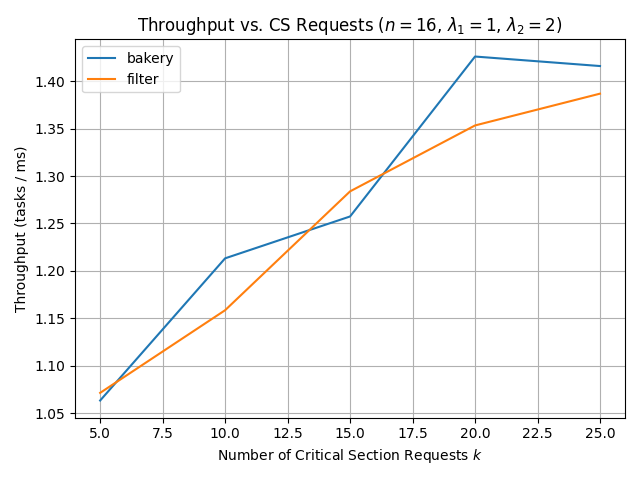 Throughput vs. CS Requests (n = 16, λ₁ = 1, λ₂ = 2)
bakery
filter
Throughput (tasks / ms)
1.40
1.35
1.30
1.25
1.20
1.15
1.10
1.05
5.0 7.5 10.0 12.5 15.0 17.5 20.0 22.5 25.0
Number of Critical Section Requests k